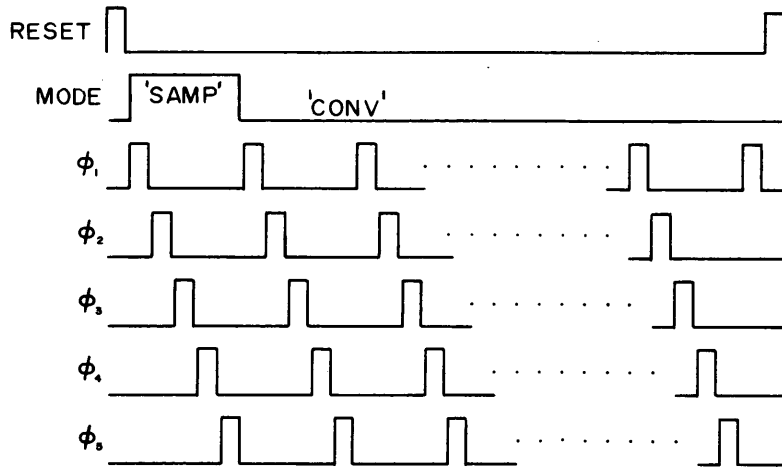 RESET
MODE 'SAMP' 'CONV'
ϕ₁
ϕ₂
ϕ₃
ϕ₄
ϕ₅